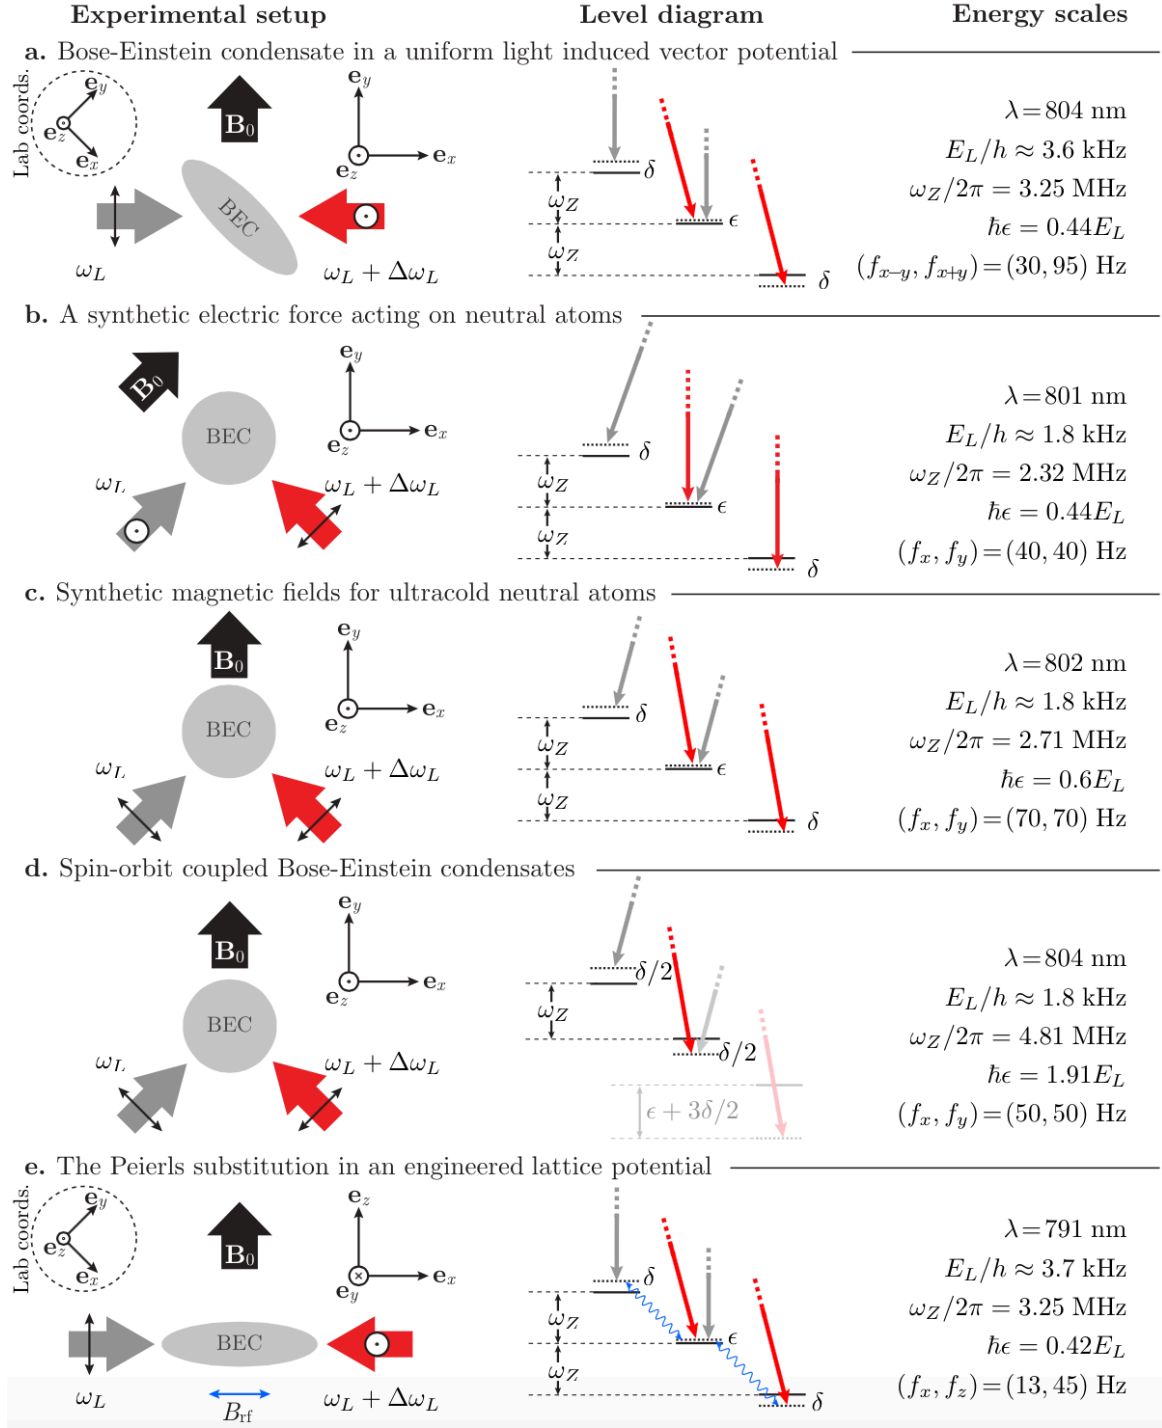 Experimental setup Level diagram Energy scales
a. Bose-Einstein condensate in a uniform light induced vector potential
Lab coords.
e_y
e_z
e_x
B_0
e_y
e_z
e_x
BEC
ω_L
ω_L + Δω_L
δ
ω_Z
ϵ
ω_Z
δ
λ=804 nm
E_L/h ≈ 3.6 kHz
ω_Z/2π = 3.25 MHz
ℏϵ = 0.44E_L
(f_{x−y}, f_{x+y})=(30, 95) Hz
b. A synthetic electric force acting on neutral atoms
B_0
e_y
e_z
e_x
BEC
ω_L
ω_L + Δω_L
δ
ω_Z
ϵ
ω_Z
δ
λ=801 nm
E_L/h ≈ 1.8 kHz
ω_Z/2π = 2.32 MHz
ℏϵ = 0.44E_L
(f_x, f_y)=(40, 40) Hz
c. Synthetic magnetic fields for ultracold neutral atoms
B_0
e_y
e_z
e_x
BEC
ω_L
ω_L + Δω_L
δ
ω_Z
ϵ
ω_Z
δ
λ=802 nm
E_L/h ≈ 1.8 kHz
ω_Z/2π = 2.71 MHz
ℏϵ = 0.6E_L
(f_x, f_y)=(70, 70) Hz
d. Spin-orbit coupled Bose-Einstein condensates
B_0
e_y
e_z
e_x
BEC
ω_L
ω_L + Δω_L
δ/2
ω_Z
δ/2
ϵ + 3δ/2
λ=804 nm
E_L/h ≈ 1.8 kHz
ω_Z/2π = 4.81 MHz
ℏϵ = 1.91E_L
(f_x, f_y)=(50, 50) Hz
e. The Peierls substitution in an engineered lattice potential
Lab coords.
e_y
e_z
e_x
B_0
e_z
e_y
e_x
BEC
ω_L
B_rf
ω_L + Δω_L
δ
ω_Z
ϵ
ω_Z
δ
λ=791 nm
E_L/h ≈ 3.7 kHz
ω_Z/2π = 3.25 MHz
ℏϵ = 0.42E_L
(f_x, f_z)=(13, 45) Hz